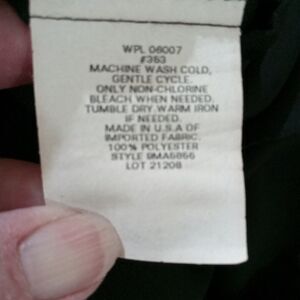 WPL 06007
#353
MACHINE WASH COLD,
GENTLE CYCLE.
ONLY NON-CHLORINE
BLEACH WHEN NEEDED.
TUMBLE DRY. WARM IRON
IF NEEDED.
MADE IN U.S.A OF
IMPORTED FABRIC.
100% POLYESTER
STYLE 9MA6866
LOT 21208